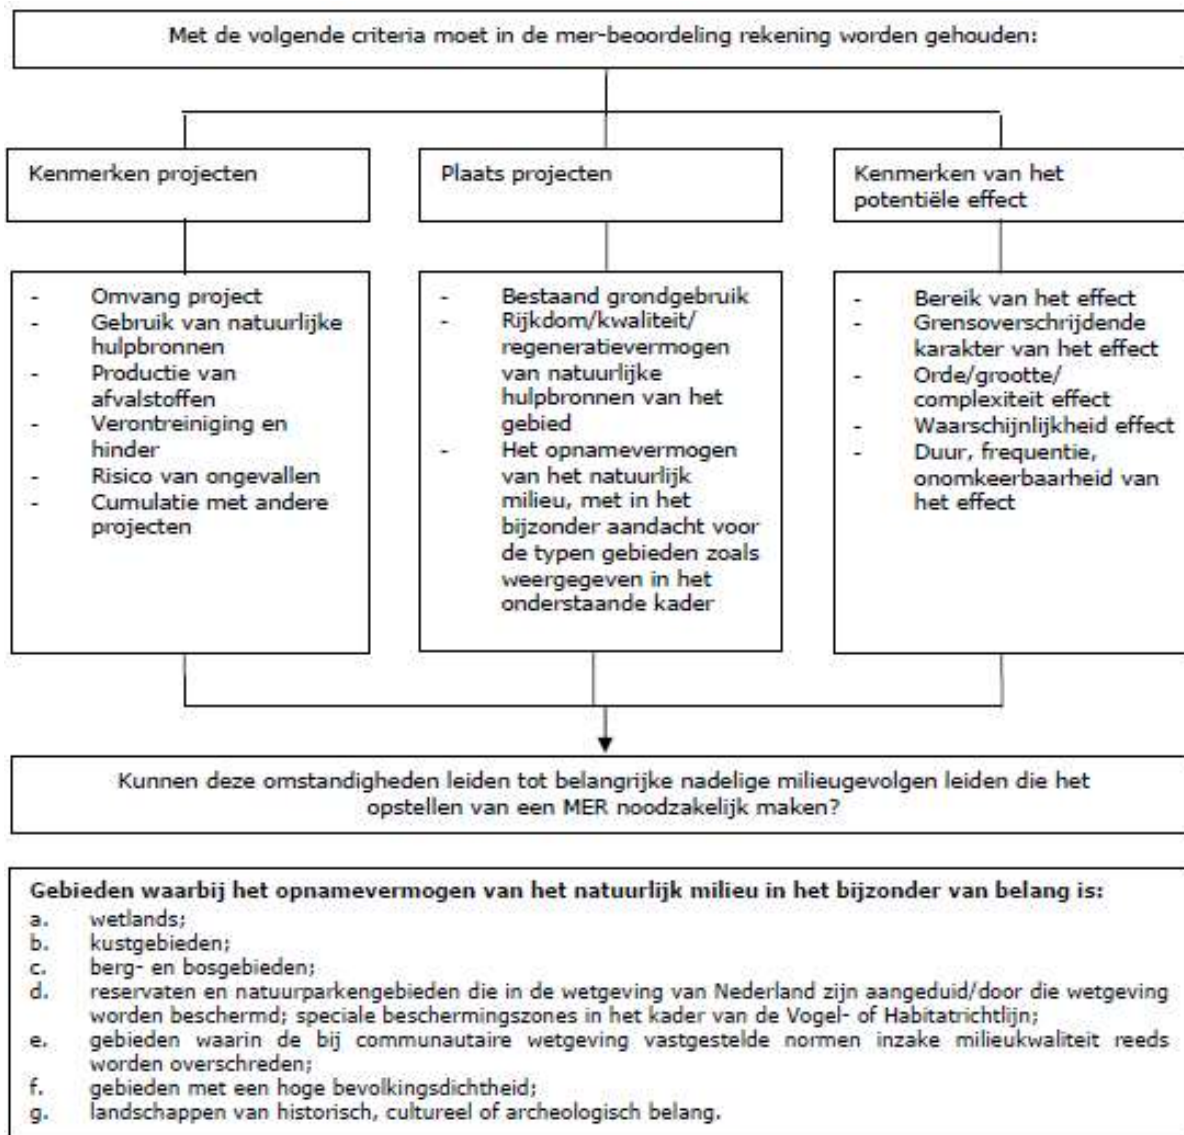 Met de volgende criteria moet in de mer-beoordeling rekening worden gehouden:
Kenmerken projecten
Plaats projecten
Kenmerken van het
potentiële effect
- Omvang project
- Gebruik van natuurlijke
hulpbronnen
- Productie van
afvalstoffen
- Verontreiniging en
hinder
- Risico van ongevallen
- Cumulatie met andere
projecten
- Bestaand grondgebruik
- Rijkdom/kwaliteit/
regeneratievermogen
van natuurlijke
hulpbronnen van het
gebied
- Het opnamevermogen
van het natuurlijk
milieu, met in het
bijzonder aandacht voor
de typen gebieden zoals
weergegeven in het
onderstaande kader
- Bereik van het effect
- Grensoverschrijdende
karakter van het effect
- Orde/grootte/
complexiteit effect
- Waarschijnlijkheid effect
- Duur, frequentie,
onomkeerbaarheid van
het effect
Kunnen deze omstandigheden leiden tot belangrijke nadelige milieugevolgen leiden die het
opstellen van een MER noodzakelijk maken?
Gebieden waarbij het opnamevermogen van het natuurlijk milieu in het bijzonder van belang is:
a. wetlands;
b. kustgebieden;
c. berg- en bosgebieden;
d. reservaten en natuurparkengebieden die in de wetgeving van Nederland zijn aangeduid/door die wetgeving
worden beschermd; speciale beschermingszones in het kader van de Vogel- of Habitatrichtlijn;
e. gebieden waarin de bij communautaire wetgeving vastgestelde normen inzake milieukwaliteit reeds
worden overschreden;
f. gebieden met een hoge bevolkingsdichtheid;
g. landschappen van historisch, cultureel of archeologisch belang.